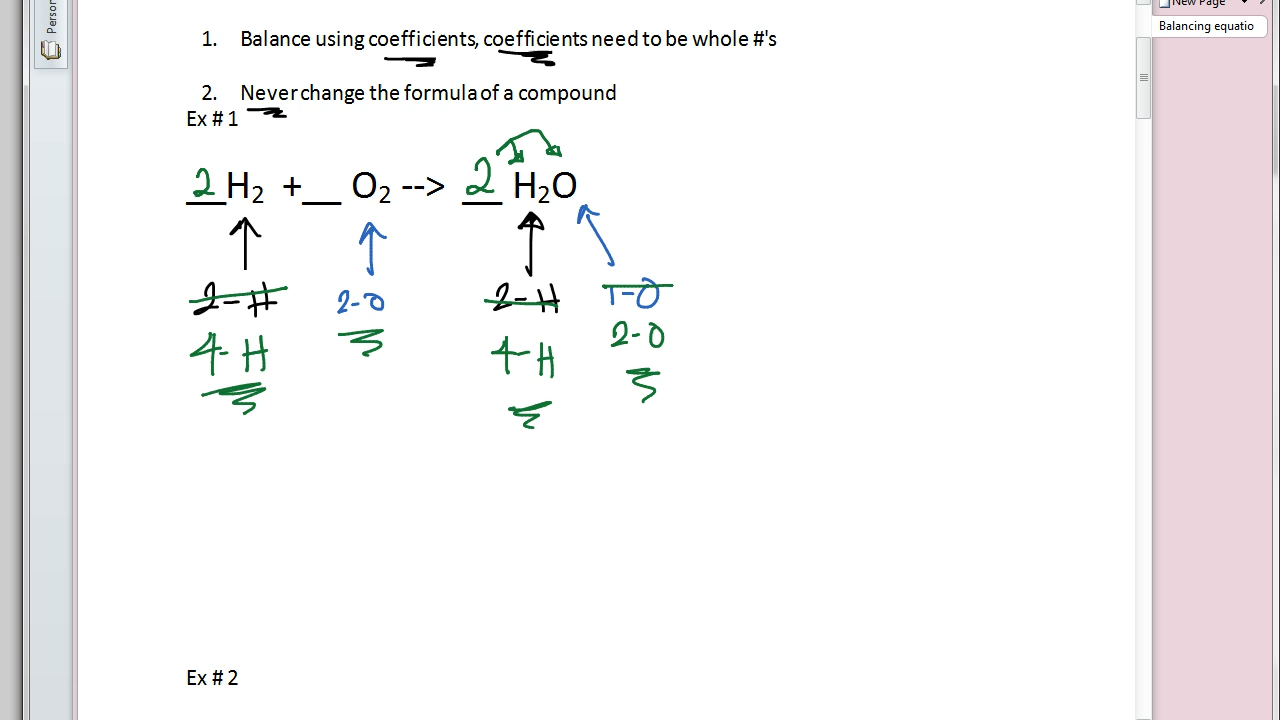 Person
New Page
Balancing equatio
1. Balance using coefficients, coefficients need to be whole #'s
2. Never change the formula of a compound
Ex # 1
2 H₂ + __ O₂ --> 2 H₂O
2-H 2-O 2-H 1-O
4-H 4-H 2-O
Ex # 2